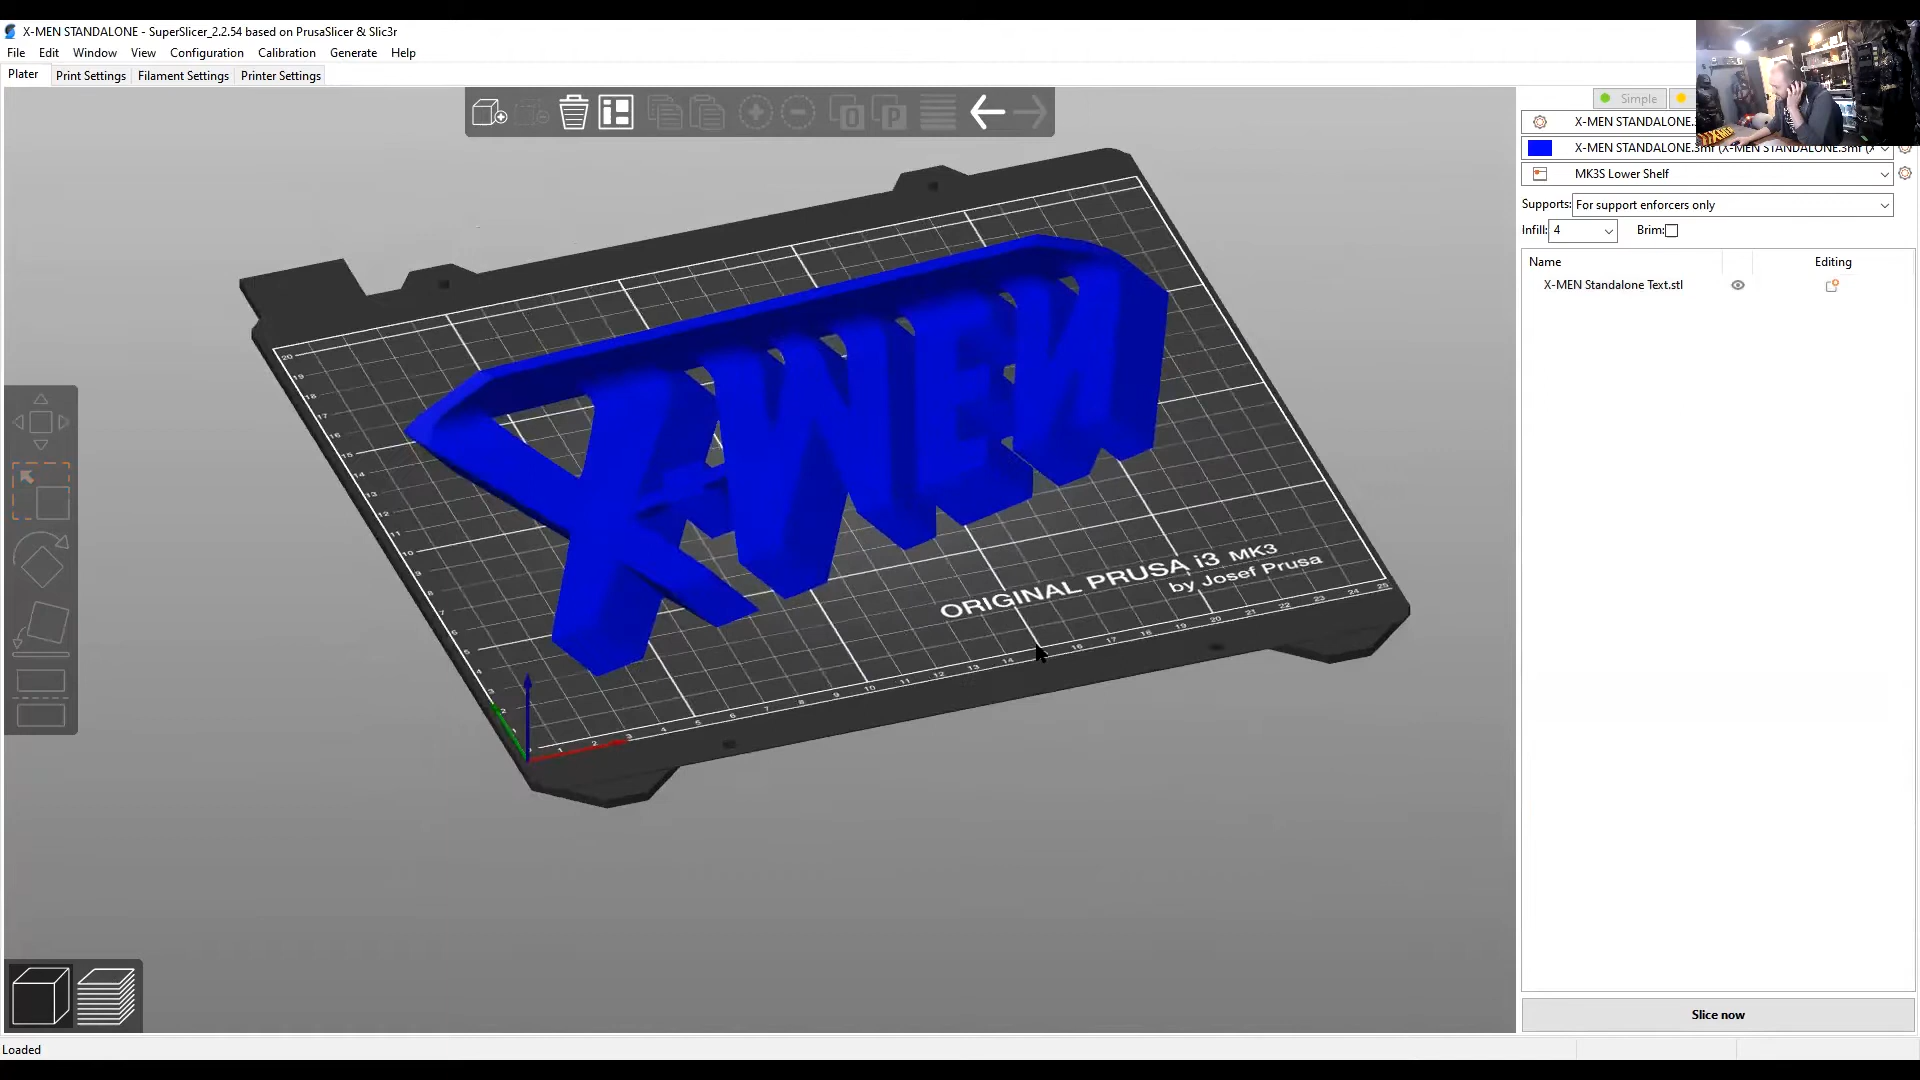 X-MEN STANDALONE - SuperSlicer_2.2.54 based on PrusaSlicer & Slic3r
File Edit Window View Configuration Calibration Generate Help
Plater Print Settings Filament Settings Printer Settings
Simple
X-MEN STANDALONE.
X-MEN STANDALONE.3mf (X-MEN STANDALONE.3mf (X
MK3S Lower Shelf
Supports: For support enforcers only
Infill: 4 Brim:
Name Editing
X-MEN Standalone Text.stl
X-MEN
ORIGINAL PRUSA i3 MK3
by Josef Prusa
Slice now
Loaded